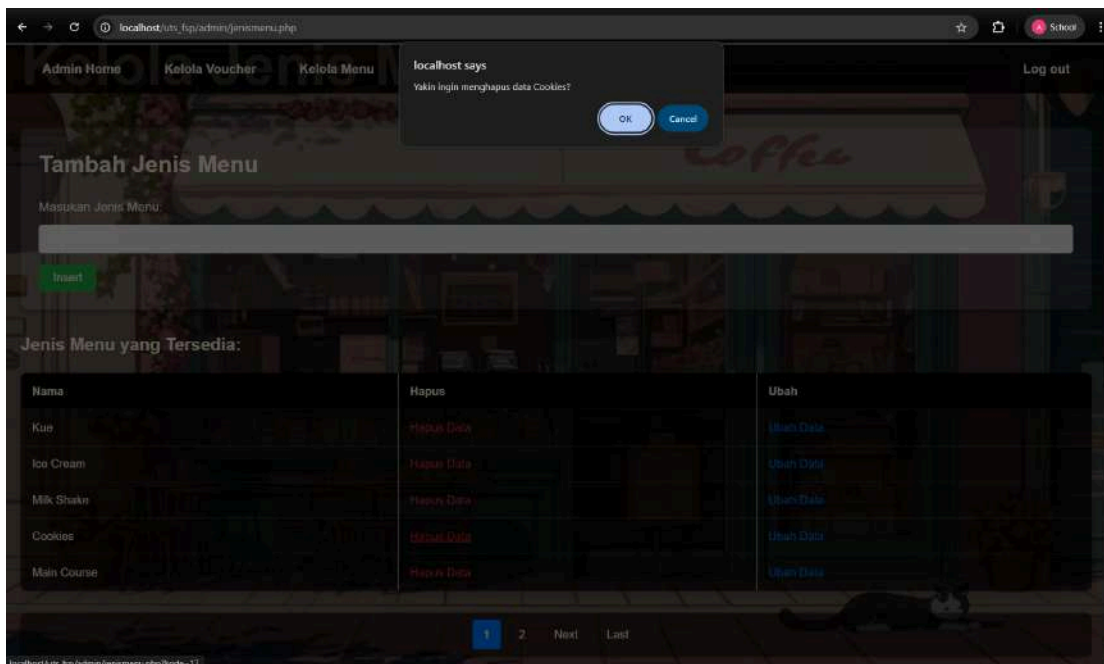 localhost/uts_fsp/admin/jenismenu.php
School
Kelola Jenis M
Admin Home Kelola Voucher Kelola Menu
Log out
localhost says
Yakin ingin menghapus data Cookies?
OK Cancel
Coffee
Tambah Jenis Menu
Masukan Jenis Menu:
Insert
Jenis Menu yang Tersedia:
Nama Hapus Ubah
Kue Hapus Data Ubah Data
Ice Cream Hapus Data Ubah Data
Milk Shake Hapus Data Ubah Data
Cookies Hapus Data Ubah Data
Main Course Hapus Data Ubah Data
1 2 Next Last